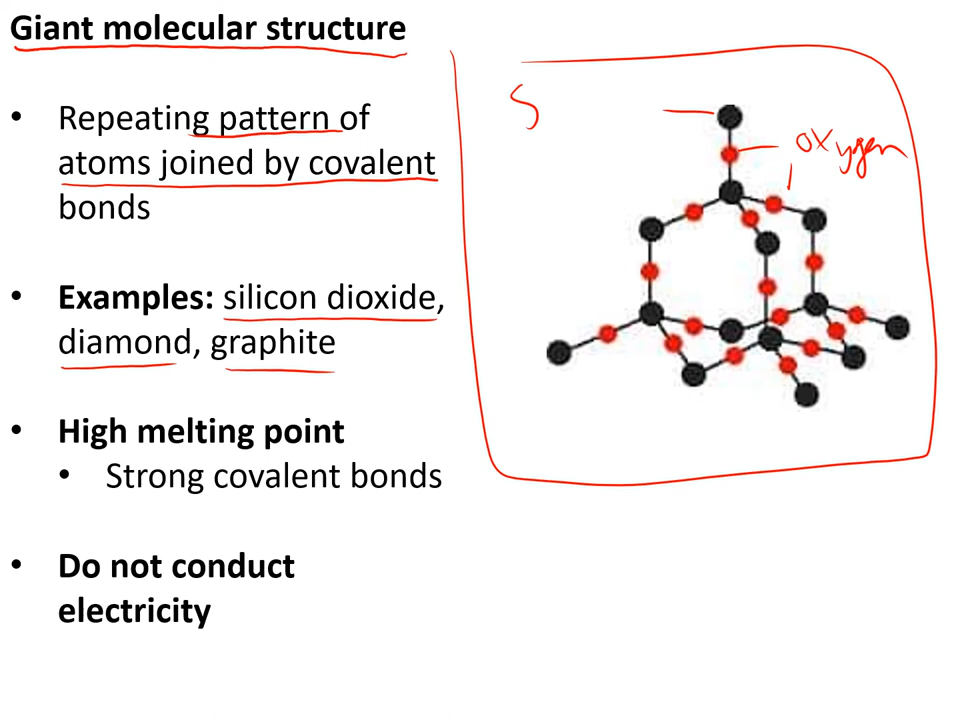 Giant molecular structure
• Repeating pattern of
atoms joined by covalent
bonds
• Examples: silicon dioxide,
diamond, graphite
• High melting point
• Strong covalent bonds
• Do not conduct
electricity
S
oxygen